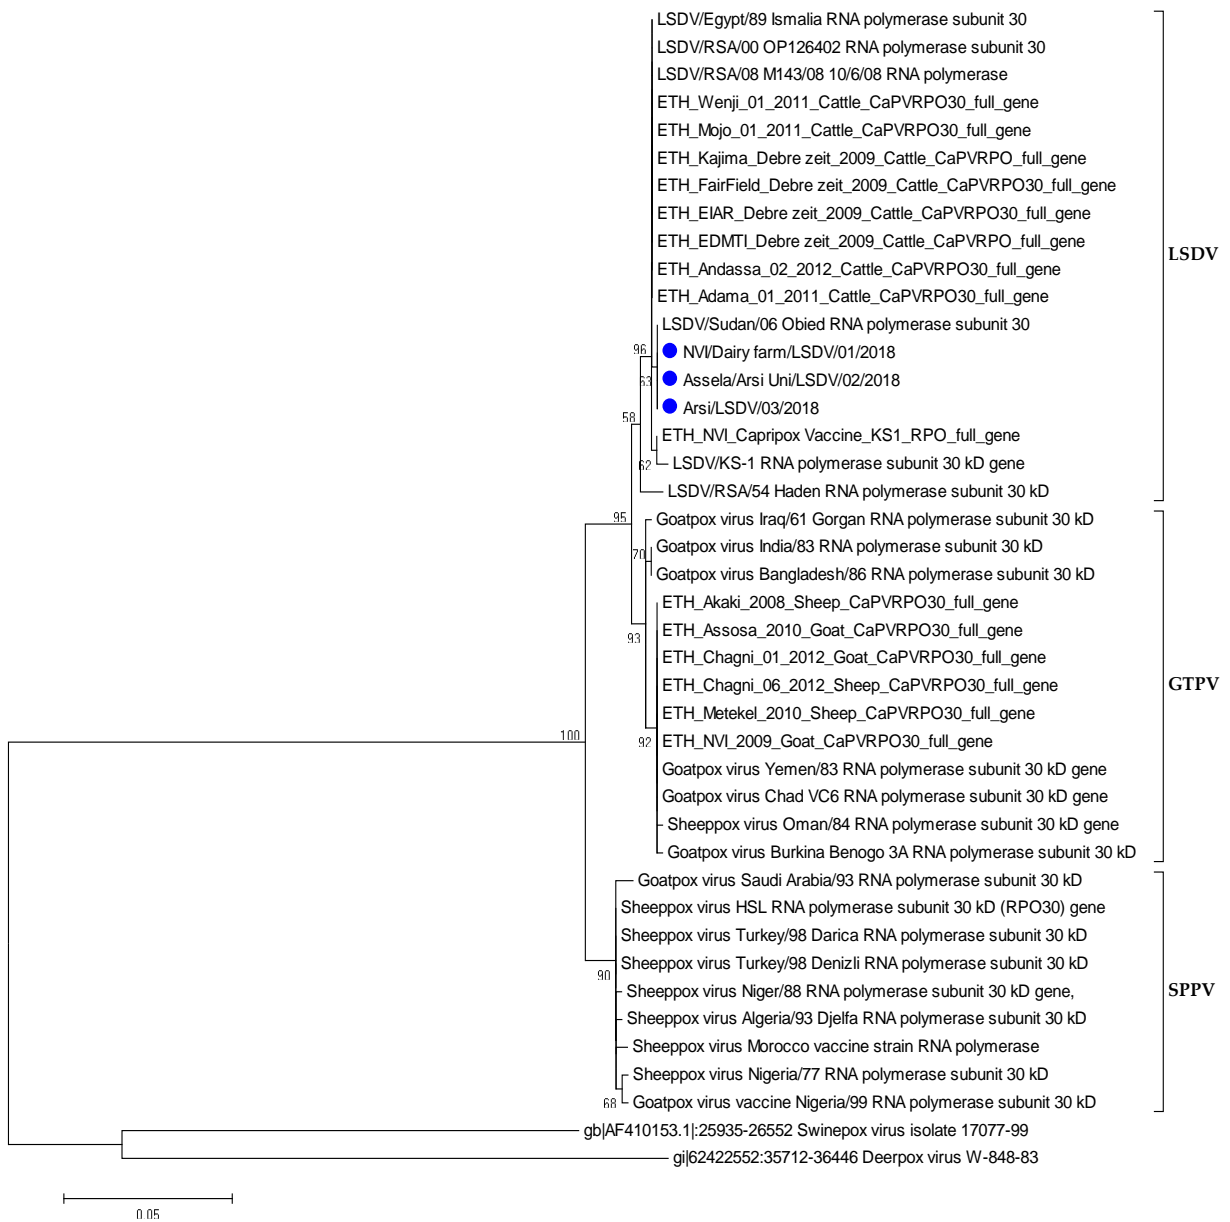 LSDV/Egypt/89 Ismalia RNA polymerase subunit 30
LSDV/RSA/00 OP126402 RNA polymerase subunit 30
LSDV/RSA/08 M143/08 10/6/08 RNA polymerase
ETH_Wenji_01_2011_Cattle_CaPVRPO30_full_gene
ETH_Mojo_01_2011_Cattle_CaPVRPO30_full_gene
ETH_Kajima_Debre zeit_2009_Cattle_CaPVRPO_full_gene
ETH_FairField_Debre zeit_2009_Cattle_CaPVRPO30_full_gene
ETH_EIAR_Debre zeit_2009_Cattle_CaPVRPO30_full_gene
ETH_EDMTI_Debre zeit_2009_Cattle_CaPVRPO_full_gene
LSDV
ETH_Andassa_02_2012_Cattle_CaPVRPO30_full_gene
ETH_Adama_01_2011_Cattle_CaPVRPO30_full_gene
LSDV/Sudan/06 Obied RNA polymerase subunit 30
96
NVI/Dairy farm/LSDV/01/2018
63
Assela/Arsi Uni/LSDV/02/2018
Arsi/LSDV/03/2018
58
ETH_NVI_Capripox Vaccine_KS1_RPO_full_gene
62
LSDV/KS-1 RNA polymerase subunit 30 kD gene
LSDV/RSA/54 Haden RNA polymerase subunit 30 kD
95
Goatpox virus Iraq/61 Gorgan RNA polymerase subunit 30 kD
70
Goatpox virus India/83 RNA polymerase subunit 30 kD
Goatpox virus Bangladesh/86 RNA polymerase subunit 30 kD
ETH_Akaki_2008_Sheep_CaPVRPO30_full_gene
93
ETH_Assosa_2010_Goat_CaPVRPO30_full_gene
ETH_Chagni_01_2012_Goat_CaPVRPO30_full_gene
ETH_Chagni_06_2012_Sheep_CaPVRPO30_full_gene
GTPV
ETH_Metekel_2010_Sheep_CaPVRPO30_full_gene
100
92
ETH_NVI_2009_Goat_CaPVRPO30_full_gene
Goatpox virus Yemen/83 RNA polymerase subunit 30 kD gene
Goatpox virus Chad VC6 RNA polymerase subunit 30 kD gene
Sheeppox virus Oman/84 RNA polymerase subunit 30 kD gene
Goatpox virus Burkina Benogo 3A RNA polymerase subunit 30 kD
Goatpox virus Saudi Arabia/93 RNA polymerase subunit 30 kD
Sheeppox virus HSL RNA polymerase subunit 30 kD (RPO30) gene
Sheeppox virus Turkey/98 Darica RNA polymerase subunit 30 kD
Sheeppox virus Turkey/98 Denizli RNA polymerase subunit 30 kD
90
Sheeppox virus Niger/88 RNA polymerase subunit 30 kD gene,
SPPV
Sheeppox virus Algeria/93 Djelfa RNA polymerase subunit 30 kD
Sheeppox virus Morocco vaccine strain RNA polymerase
Sheeppox virus Nigeria/77 RNA polymerase subunit 30 kD
68
Goatpox virus vaccine Nigeria/99 RNA polymerase subunit 30 kD
gb|AF410153.1|:25935-26552 Swinepox virus isolate 17077-99
gi|62422552:35712-36446 Deerpox virus W-848-83
0.05